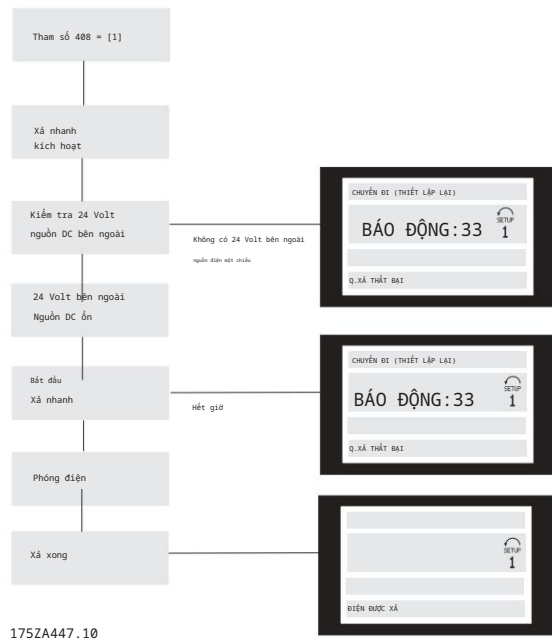 Tham số 408 = [1]
Xả nhanh
kích hoạt
Kiểm tra 24 Volt
nguồn DC bên ngoài
Không có 24 Volt bên ngoài
nguồn điện một chiều
CHUYẾN ĐI (THIẾT LẬP LẠI)
BÁO ĐỘNG:33
SETUP
1
Q.XẢ THẤT BẠI
24 Volt bên ngoài
Nguồn DC ổn
Bắt đầu
Xả nhanh
Hết giờ
CHUYẾN ĐI (THIẾT LẬP LẠI)
BÁO ĐỘNG:33
SETUP
1
Q.XẢ THẤT BẠI
Phóng điện
Xả xong
SETUP
1
ĐIỆN ĐƯỢC XẢ
175ZA447.10